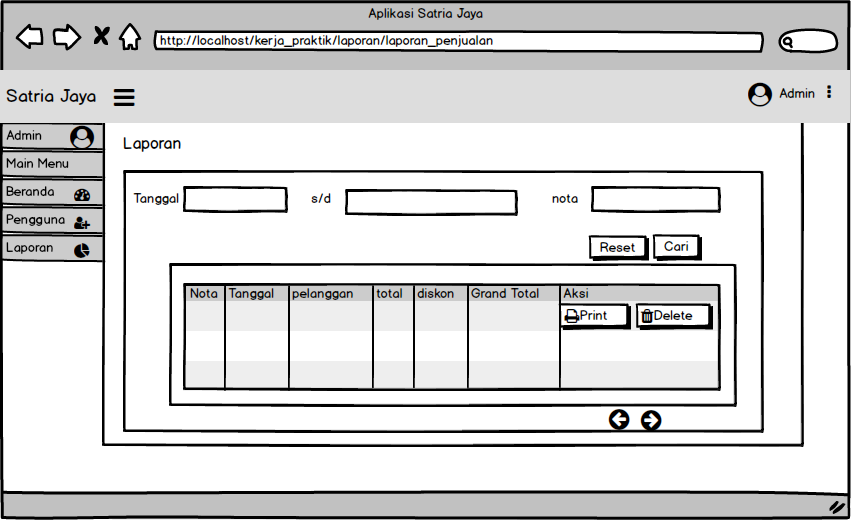 Aplikasi Satria Jaya
http://localhost/kerja_praktik/laporan/laporan_penjualan
Satria Jaya
Admin
Admin
Main Menu
Beranda
Pengguna
Laporan
Laporan
Tanggal s/d nota
Reset Cari
Nota Tanggal pelanggan total diskon Grand Total Aksi
Print Delete